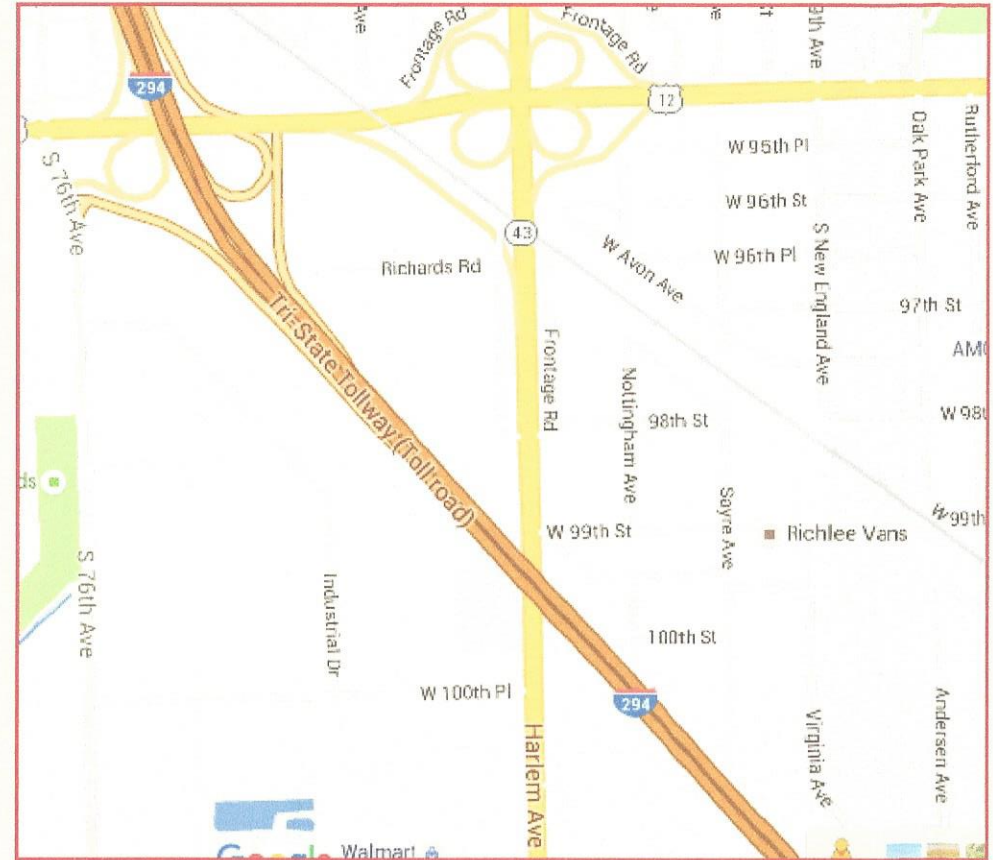 Ave
Frontage Rd
Frontage Rd
9th Ave
294
12
S 76th Ave
W 95th Pl
Oak Park Ave
Rutherford Ave
W 96th St
43
W Avon Ave
W 96th Pl
S New England Ave
Richards Rd
97th St
Tri-State Tollway (Toll road)
Frontage Rd
AMC
Nottingham Ave
98th St
W 98t
ds
Sayre Ave
W 99th
W 99th St
Richlee Vans
S 76th Ave
Industrial Dr
100th St
W 100th Pl
294
Harlem Ave
Virginia Ave
Andersen Ave
Google
Walmart